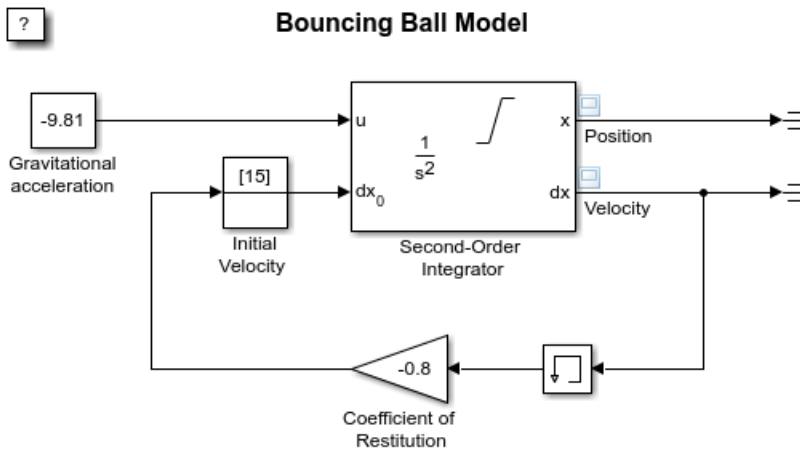 ?
Bouncing Ball Model
-9.81
Gravitational
acceleration
[15]
Initial
Velocity
u
dx0
1
s2
x
dx
Second-Order
Integrator
Position
Velocity
-0.8
Coefficient of
Restitution